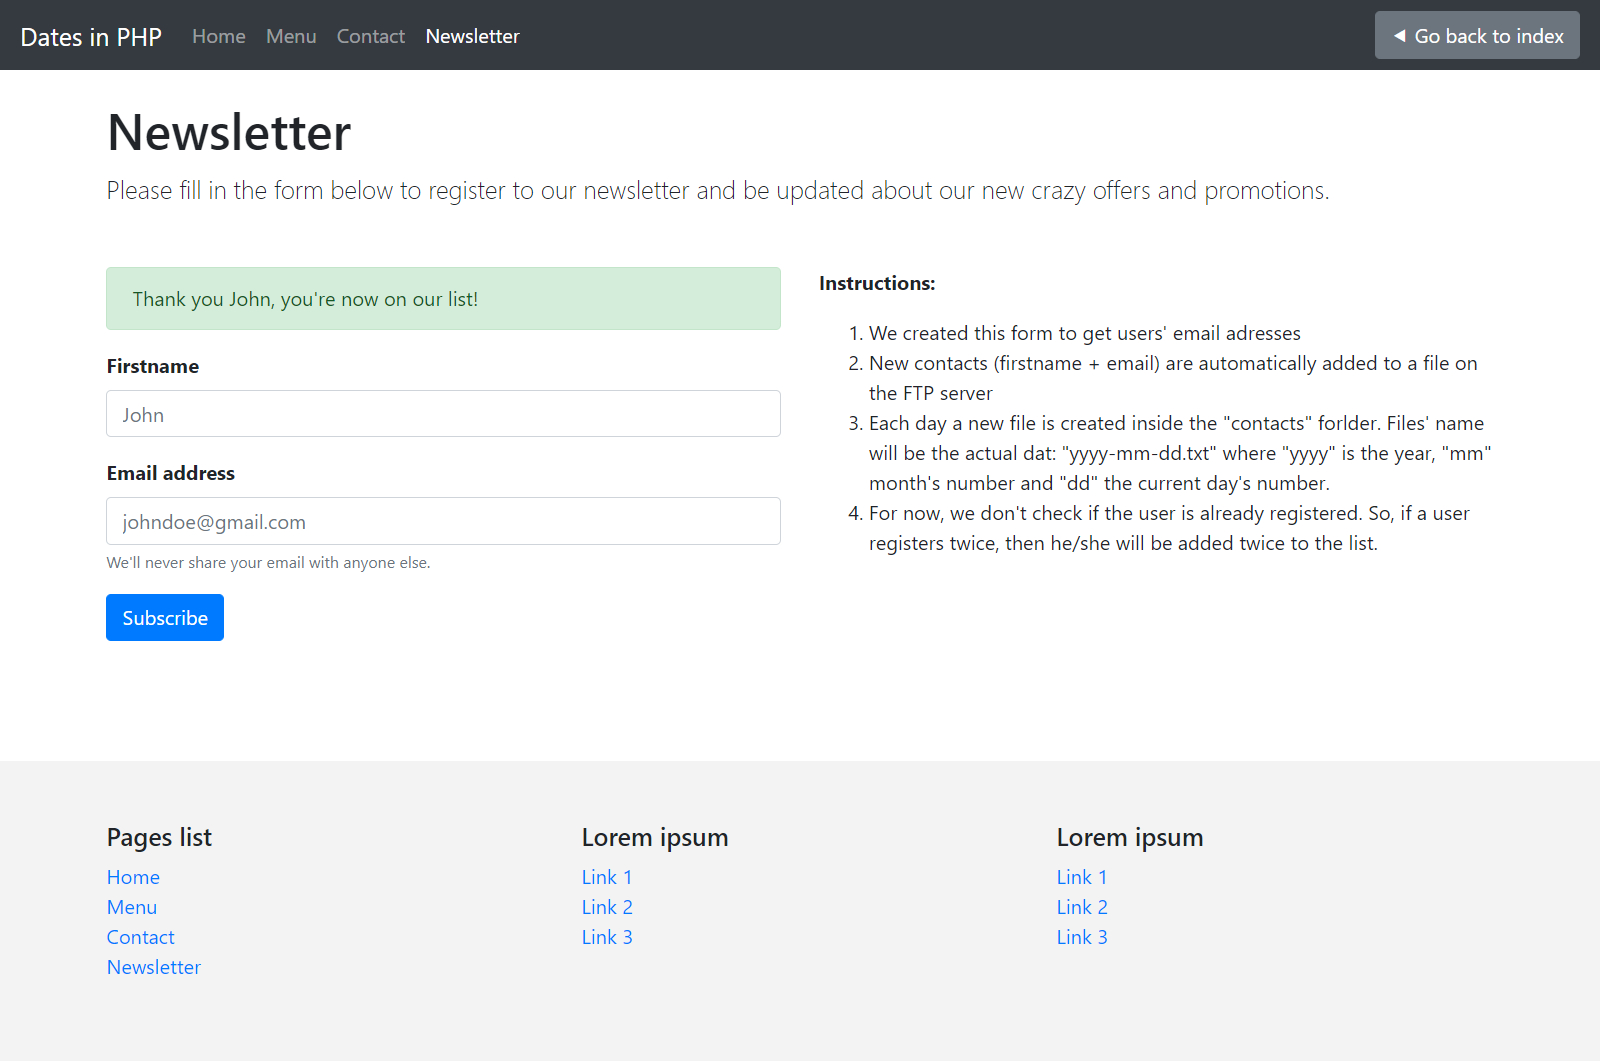 Dates in PHP Home Menu Contact Newsletter ◄ Go back to index
Newsletter
Please fill in the form below to register to our newsletter and be updated about our new crazy offers and promotions.
Thank you John, you're now on our list!
Firstname
John
Email address
johndoe@gmail.com
We'll never share your email with anyone else.
Subscribe
Instructions:
1. We created this form to get users' email adresses
2. New contacts (firstname + email) are automatically added to a file on
the FTP server
3. Each day a new file is created inside the "contacts" forlder. Files' name
will be the actual dat: "yyyy-mm-dd.txt" where "yyyy" is the year, "mm"
month's number and "dd" the current day's number.
4. For now, we don't check if the user is already registered. So, if a user
registers twice, then he/she will be added twice to the list.
Pages list
Home
Menu
Contact
Newsletter
Lorem ipsum
Link 1
Link 2
Link 3
Lorem ipsum
Link 1
Link 2
Link 3